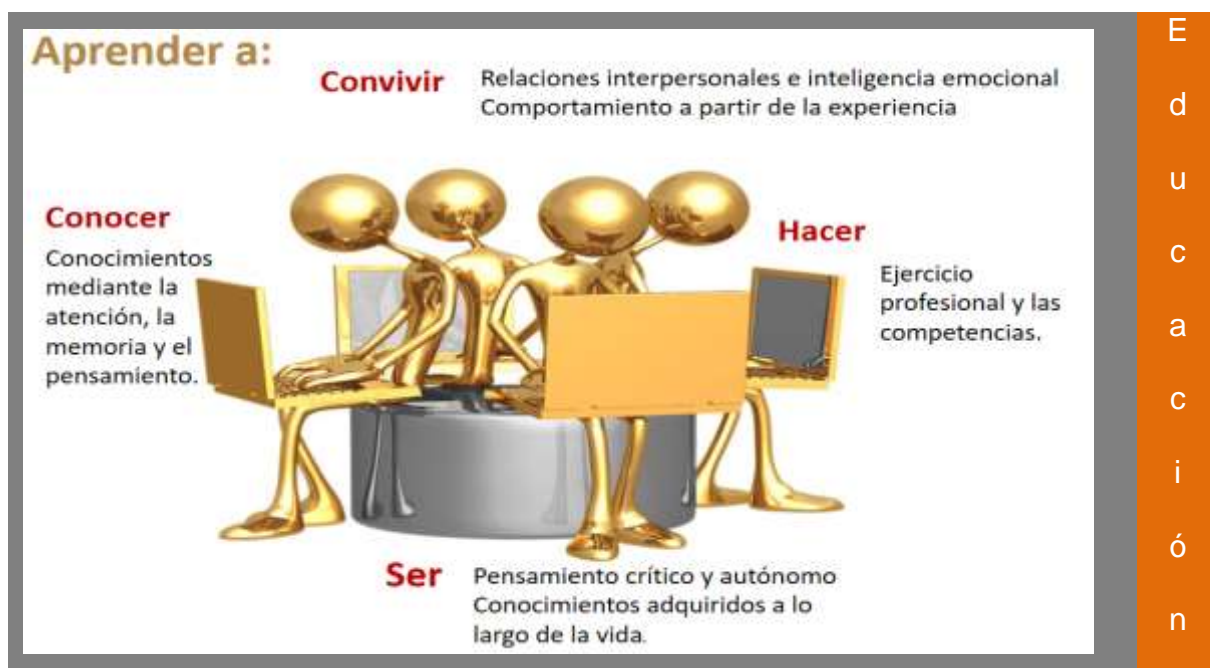 Aprender a:
Convivir
Relaciones interpersonales e inteligencia emocional
Comportamiento a partir de la experiencia
Conocer
Conocimientos
mediante la
atención, la
memoria y el
pensamiento.
Hacer
Ejercicio
profesional y las
competencias.
Ser
Pensamiento crítico y autónomo
Conocimientos adquiridos a lo
largo de la vida.
E
d
u
c
a
c
i
ó
n